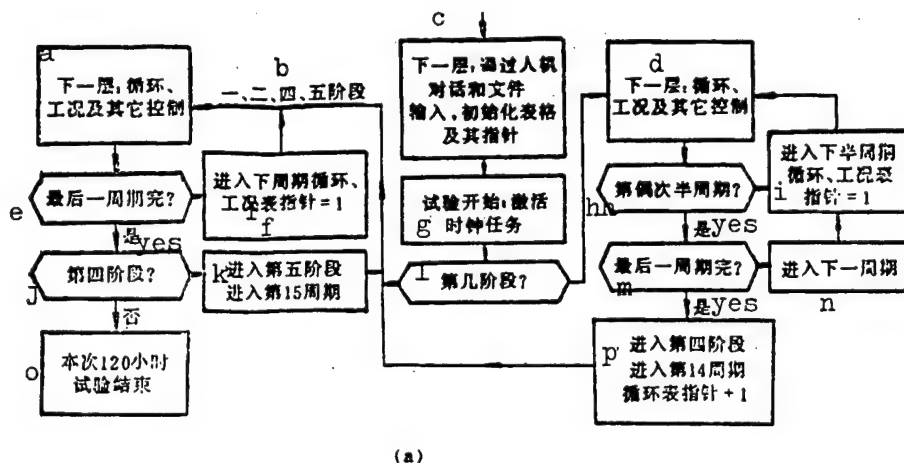 a
下一层:循环、
工况及其它控制
b
一、二、四、五阶段
c
下一层:通过人机
对话和文件
输入,初始化表格
及其指针
d
下一层:循环、
工况及其它控制
e
最后一周期完?
进入下周期循环、
工况表指针=1
f
g
试验开始:激活
时钟任务
hh
第偶次半周期?
进入下半周期
循环、工况表
指针=1
i
是yes
是yes
J
第四阶段?
k
进入第五阶段
进入第15周期
l
第几阶段?
最后一周期完?
m
进入下一周期
n
否
是yes
o
本次120小时
试验结束
p
进入第四阶段
进入第14周期
循环表指针+1
(a)